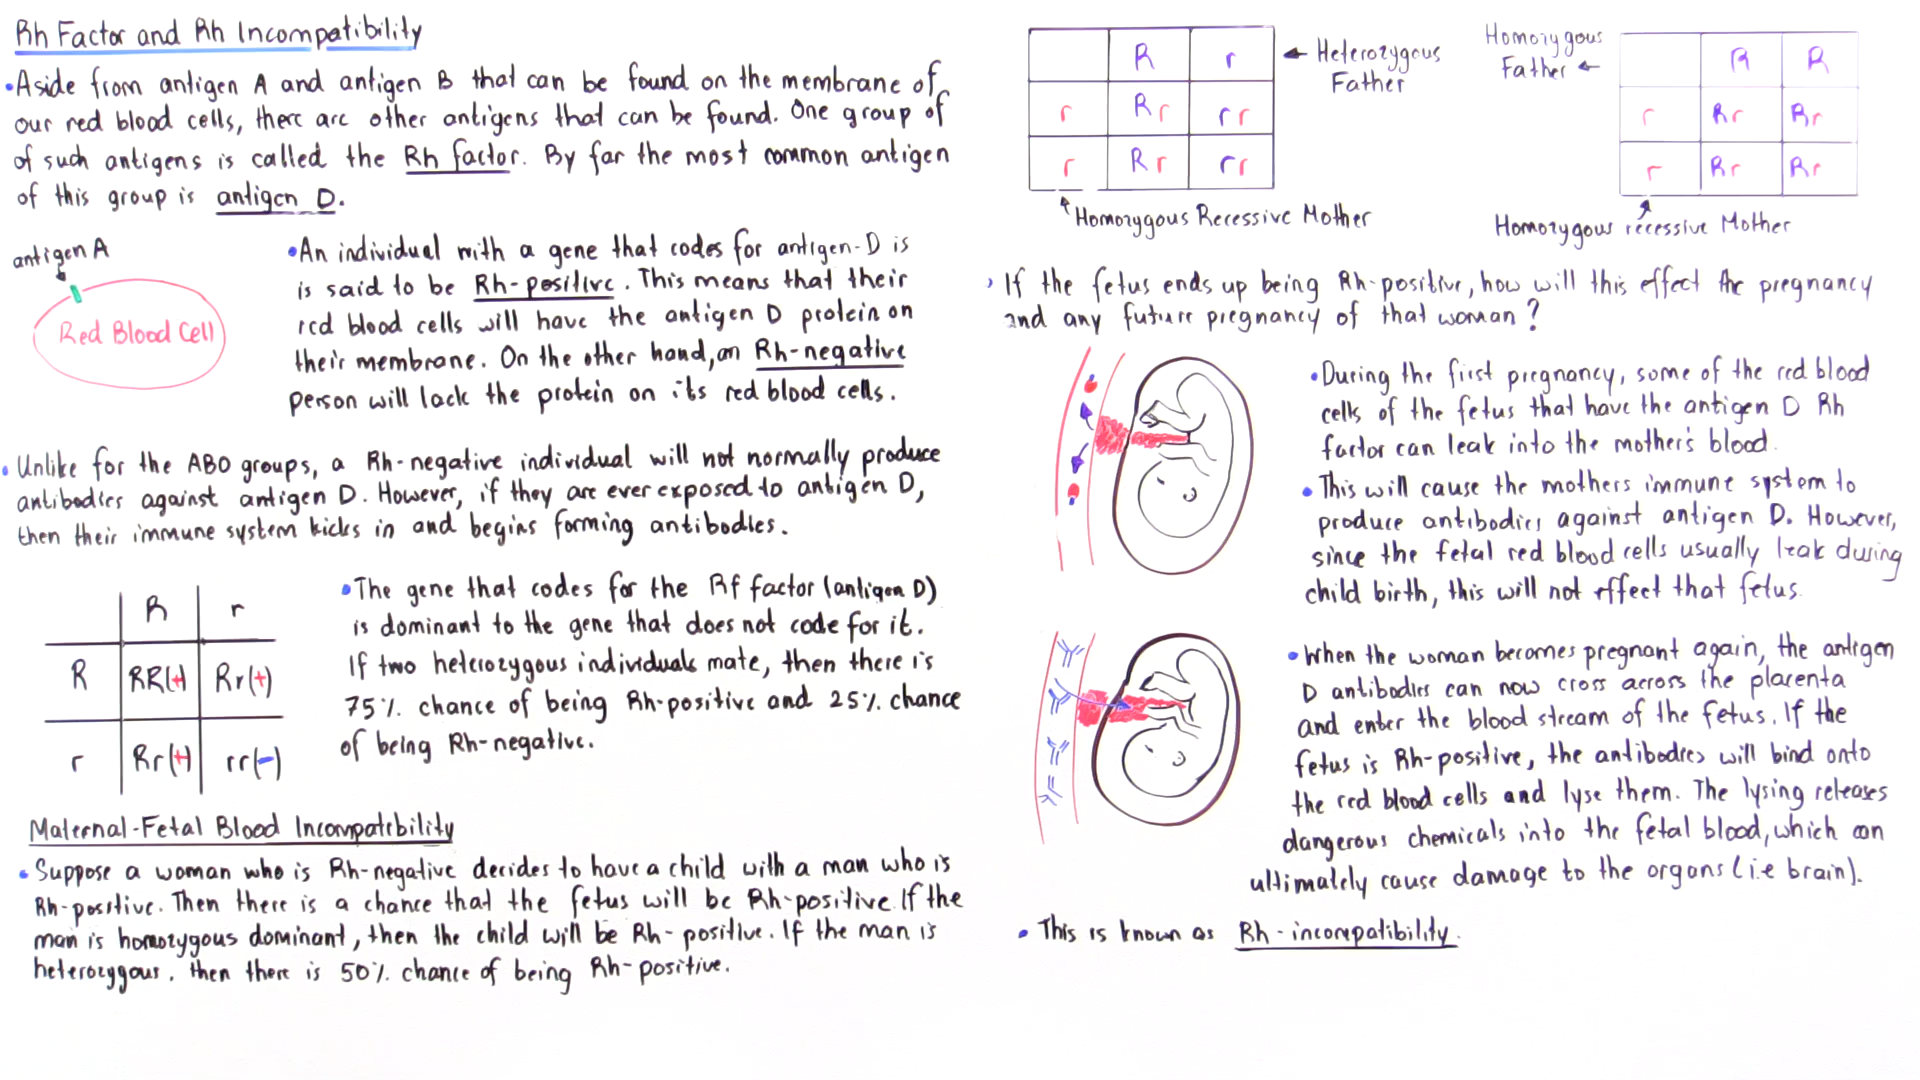 Rh Factor and Rh Incompatibility
•Aside from antigen A and antigen B that can be found on the membrane of
our red blood cells, there are other antigens that can be found. One group of
of such antigens is called the Rh factor. By far the most common antigen
of this group is antigen D.
antigen A
Red Blood Cell
•An individual with a gene that codes for antigen-D is
is said to be Rh-positive. This means that their
red blood cells will have the antigen D protein on
their membrane. On the other hand, an Rh-negative
person will lack the protein on its red blood cells.
•Unlike for the ABO groups, a Rh-negative individual will not normally produce
antibodies against antigen D. However, if they are ever exposed to antigen D,
then their immune system kicks in and begins forming antibodies.
R r
R RR(+) Rr(+)
r Rr(+) rr(-)
•The gene that codes for the Rf factor (antigen D)
is dominant to the gene that does not code for it.
If two heterozygous individuals mate, then there is
75% chance of being Rh-positive and 25% chance
of being Rh-negative.
Maternal-Fetal Blood Incompatibility
•Suppose a woman who is Rh-negative decides to have a child with a man who is
Rh-positive. Then there is a chance that the fetus will be Rh-positive If the
man is homozygous dominant, then the child will be Rh-positive. If the man is
heterozygous, then there is 50% chance of being Rh-positive.
R r
r Rr rr
r Rr rr
Heterozygous
Father
Homozygous Recessive Mother
Homozygous
Father
R R
r Rr Rr
r Rr Rr
Homozygous recessive Mother
•If the fetus ends up being Rh-positive, how will this effect the pregnancy
and any future pregnancy of that woman?
•During the first pregnancy, some of the red blood
cells of the fetus that have the antigen D Rh
factor can leak into the mother's blood.
•This will cause the mothers immune system to
produce antibodies against antigen D. However,
since the fetal red blood cells usually leak during
child birth, this will not effect that fetus.
•When the woman becomes pregnant again, the antigen
D antibodies can now cross across the placenta
and enter the blood stream of the fetus. If the
fetus is Rh-positive, the antibodies will bind onto
the red blood cells and lyse them. The lysing releases
dangerous chemicals into the fetal blood, which can
ultimately cause damage to the organs (i.e brain).
•This is known as Rh-incompatibility.